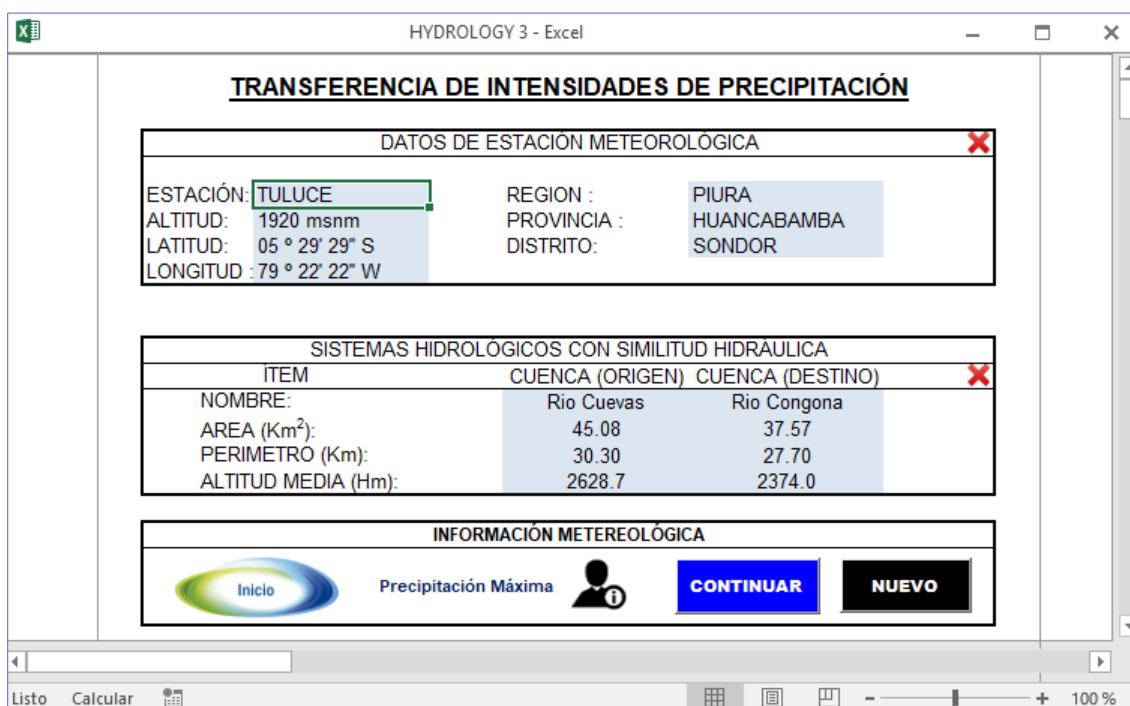 HYDROLOGY 3 - Excel
TRANSFERENCIA DE INTENSIDADES DE PRECIPITACIÓN
DATOS DE ESTACIÓN METEOROLÓGICA
ESTACIÓN: TULUCE REGION : PIURA
ALTITUD: 1920 msnm PROVINCIA : HUANCABAMBA
LATITUD: 05 º 29' 29" S DISTRITO: SONDOR
LONGITUD : 79 º 22' 22" W
SISTEMAS HIDROLÓGICOS CON SIMILITUD HIDRÁULICA
ÍTEM CUENCA (ORIGEN) CUENCA (DESTINO)
NOMBRE: Rio Cuevas Rio Congona
AREA (Km²): 45.08 37.57
PERIMETRO (Km): 30.30 27.70
ALTITUD MEDIA (Hm): 2628.7 2374.0
INFORMACIÓN METEREOLÓGICA
Inicio Precipitación Máxima CONTINUAR NUEVO
Listo Calcular 100 %